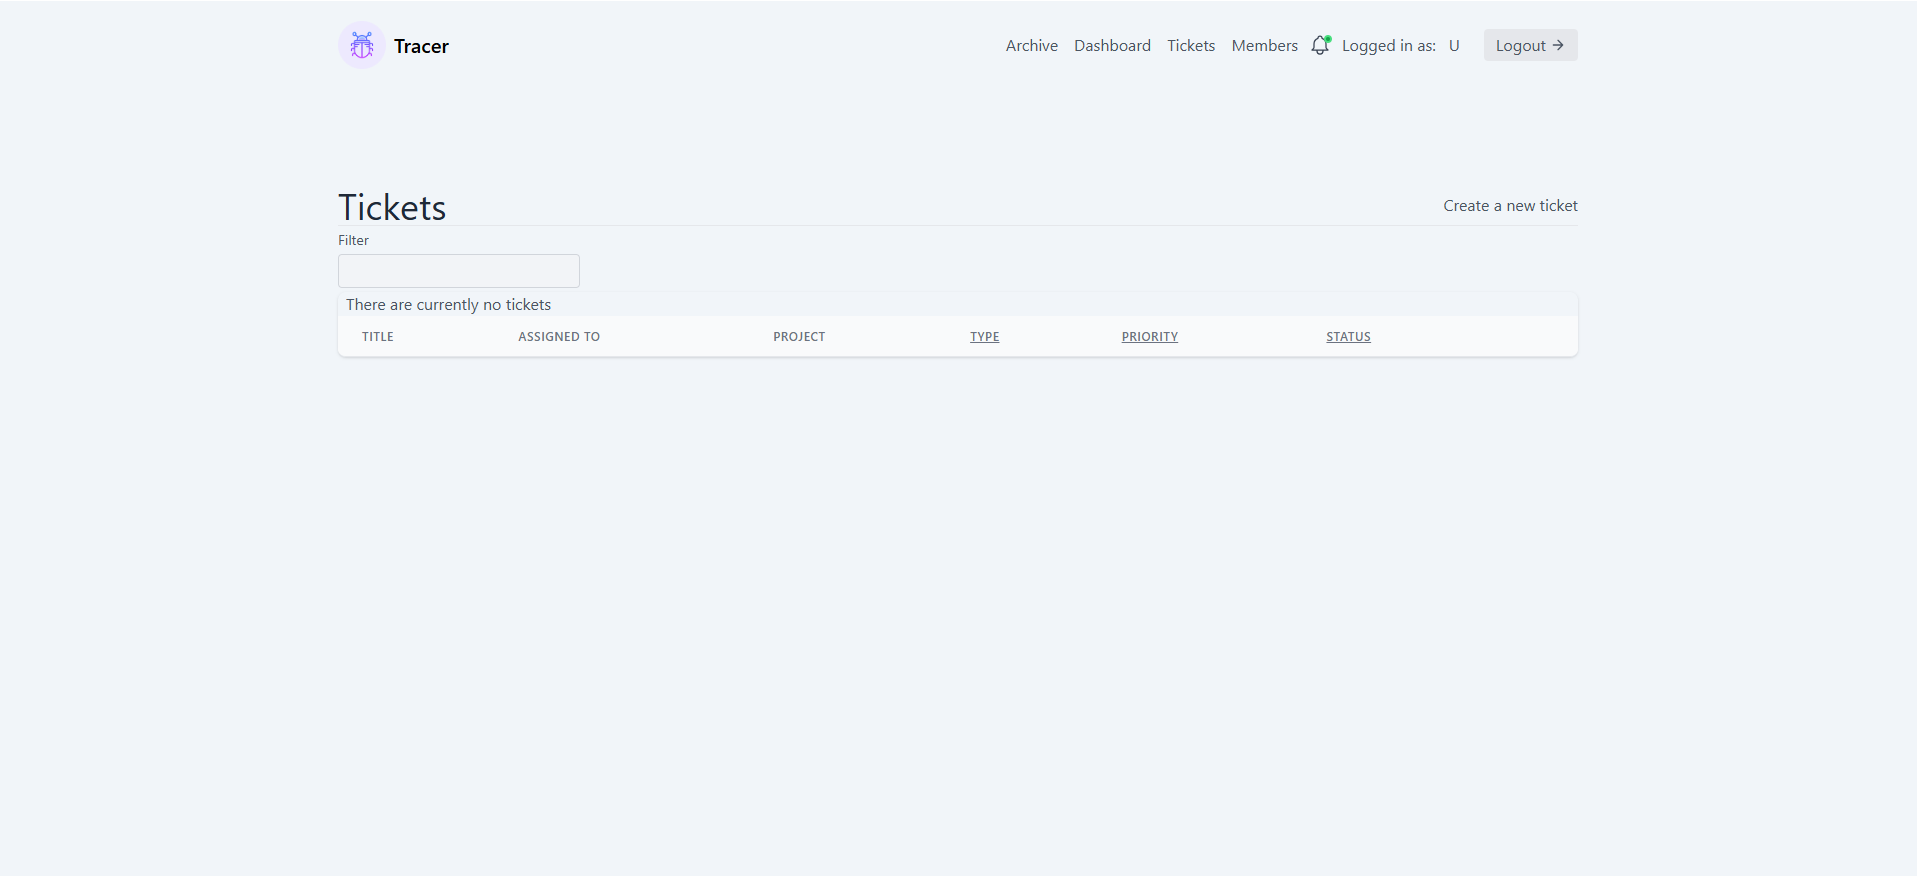 Tracer
Archive Dashboard Tickets Members Logged in as: U Logout →
Tickets
Create a new ticket
Filter
There are currently no tickets
TITLE ASSIGNED TO PROJECT TYPE PRIORITY STATUS